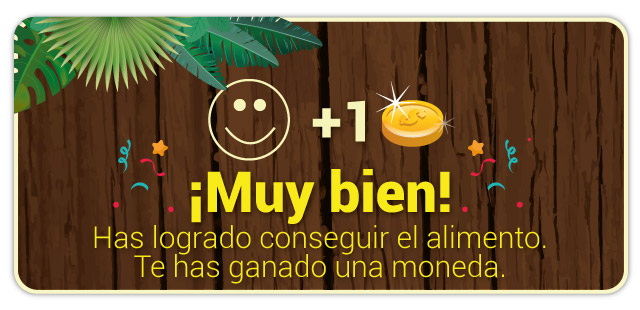 +1
¡Muy bien!
Has logrado conseguir el alimento.
Te has ganado una moneda.